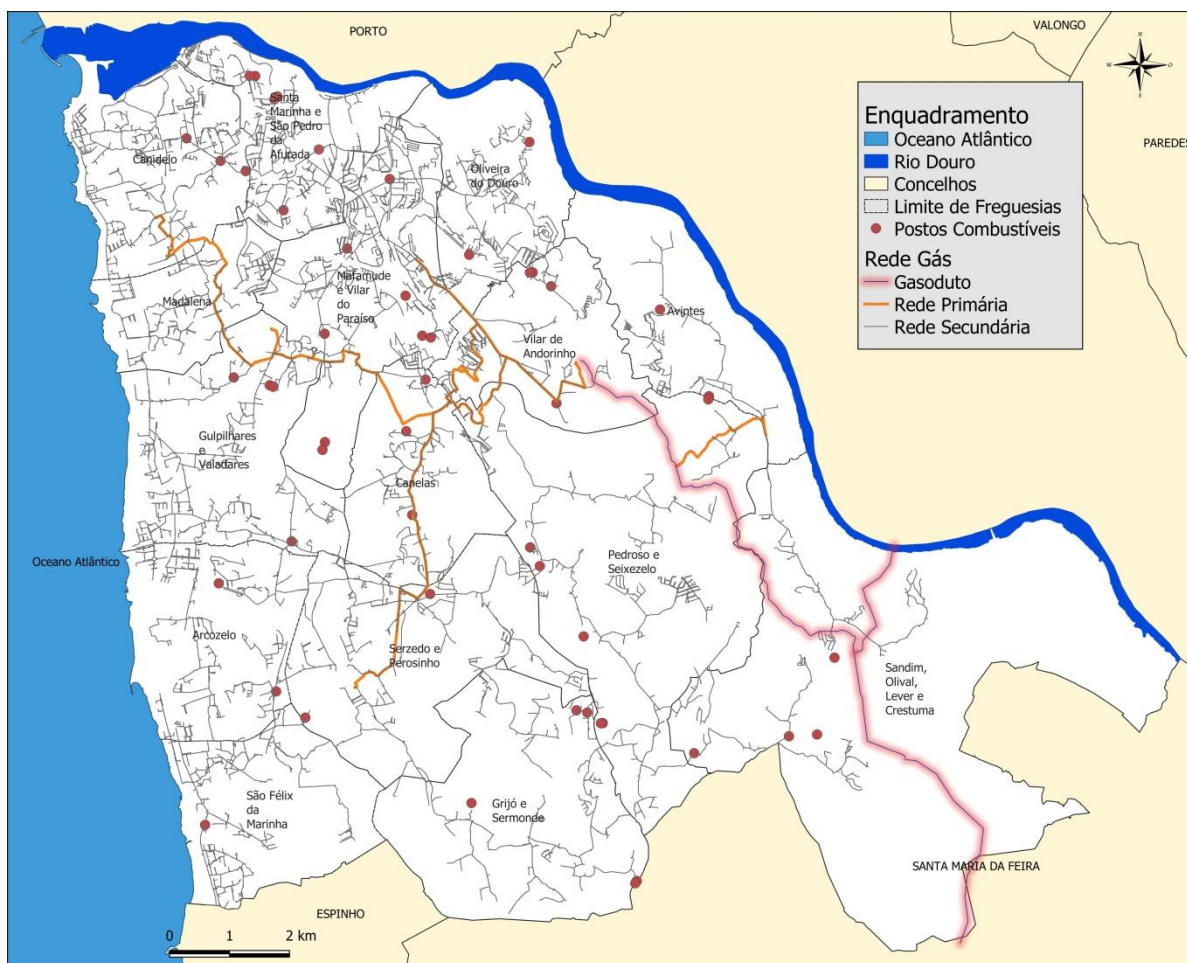 PORTO
VALONGO
N
W
O
S
PAREDES
Enquadramento
Oceano Atlântico
Rio Douro
Concelhos
Limite de Freguesias
Postos Combustíveis
Rede Gás
Gasoduto
Rede Primária
Rede Secundária
Santa
Marinha e
São Pedro
da
Afurada
Canidelo
Oliveira
do Douro
Mafamude
e Vilar
do
Paraíso
Madalena
Avintes
Vilar de
Andorinho
Gulpilhares
e
Valadares
Canelas
Oceano Atlântico
Pedroso e
Seixezelo
Arcozelo
Serzedo e
Perosinho
Sandim,
Olival,
Lever e
Crestuma
São Félix
da
Marinha
Grijó e
Sermonde
SANTA MARIA DA FEIRA
ESPINHO
0 1 2 km